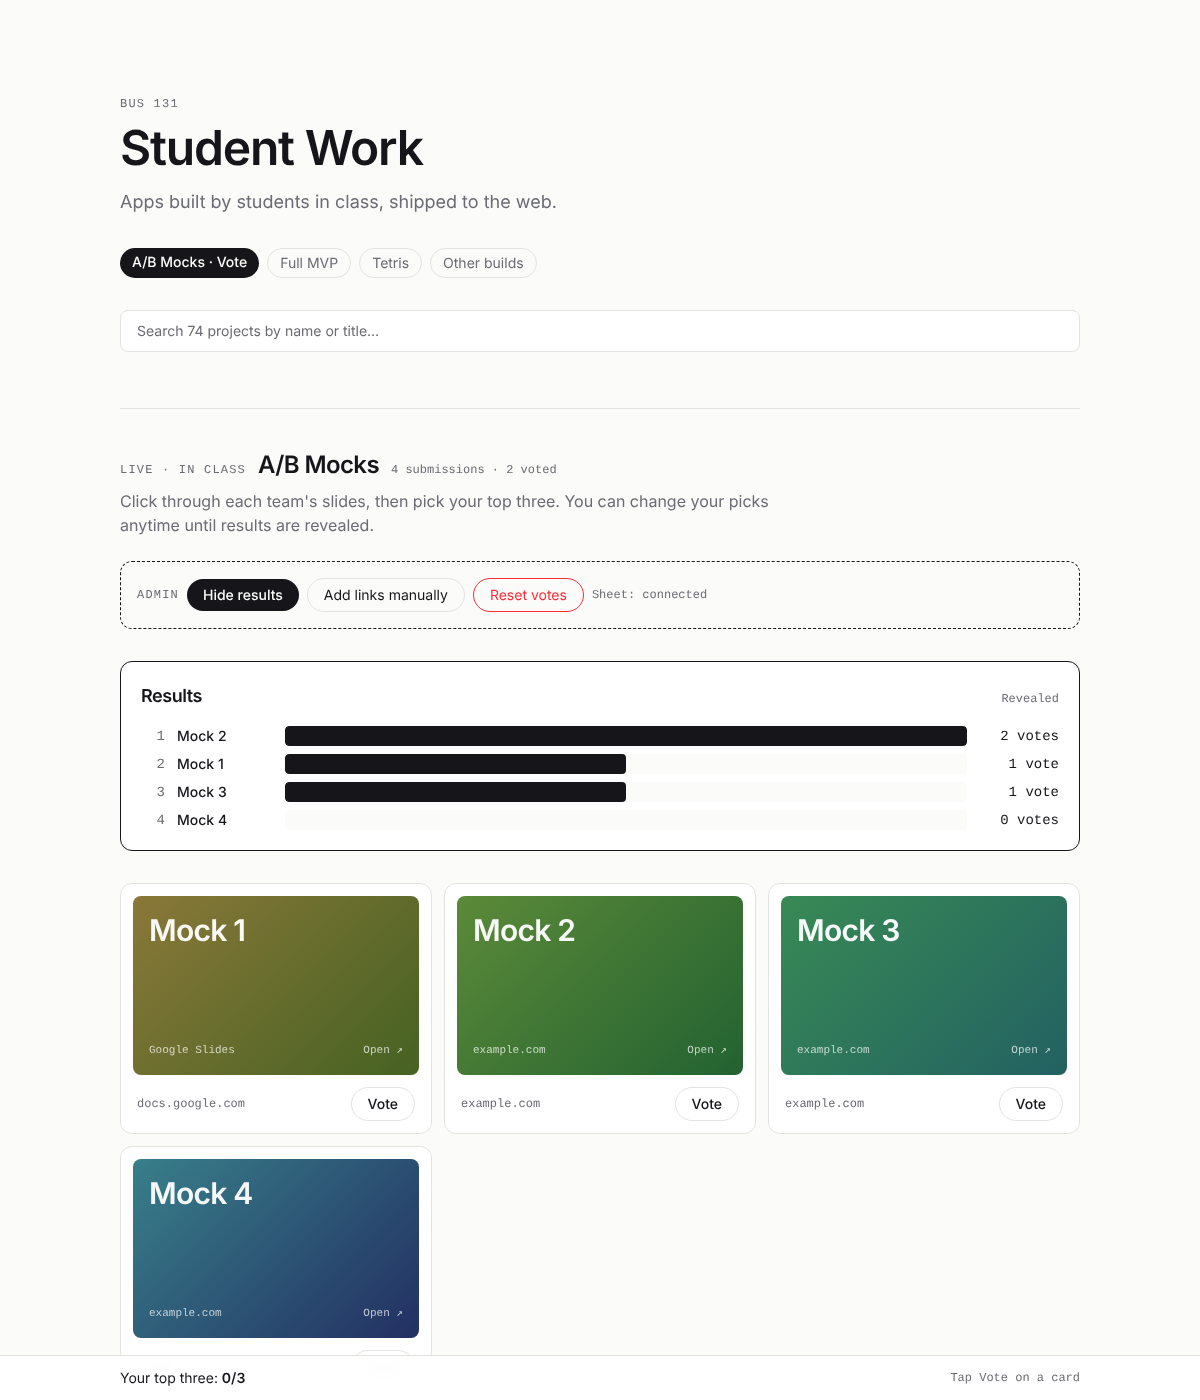 BUS 131
Student Work
Apps built by students in class, shipped to the web.
A/B Mocks · Vote Full MVP Tetris Other builds
Search 74 projects by name or title...
LIVE · IN CLASS A/B Mocks 4 submissions · 2 voted
Click through each team's slides, then pick your top three. You can change your picks
anytime until results are revealed.
ADMIN Hide results Add links manually Reset votes Sheet: connected
Results Revealed
1 Mock 2 2 votes
2 Mock 1 1 vote
3 Mock 3 1 vote
4 Mock 4 0 votes
Mock 1
Google Slides Open ↗
docs.google.com Vote
Mock 2
example.com Open ↗
example.com Vote
Mock 3
example.com Open ↗
example.com Vote
Mock 4
example.com Open ↗
Your top three: 0/3 Tap Vote on a card